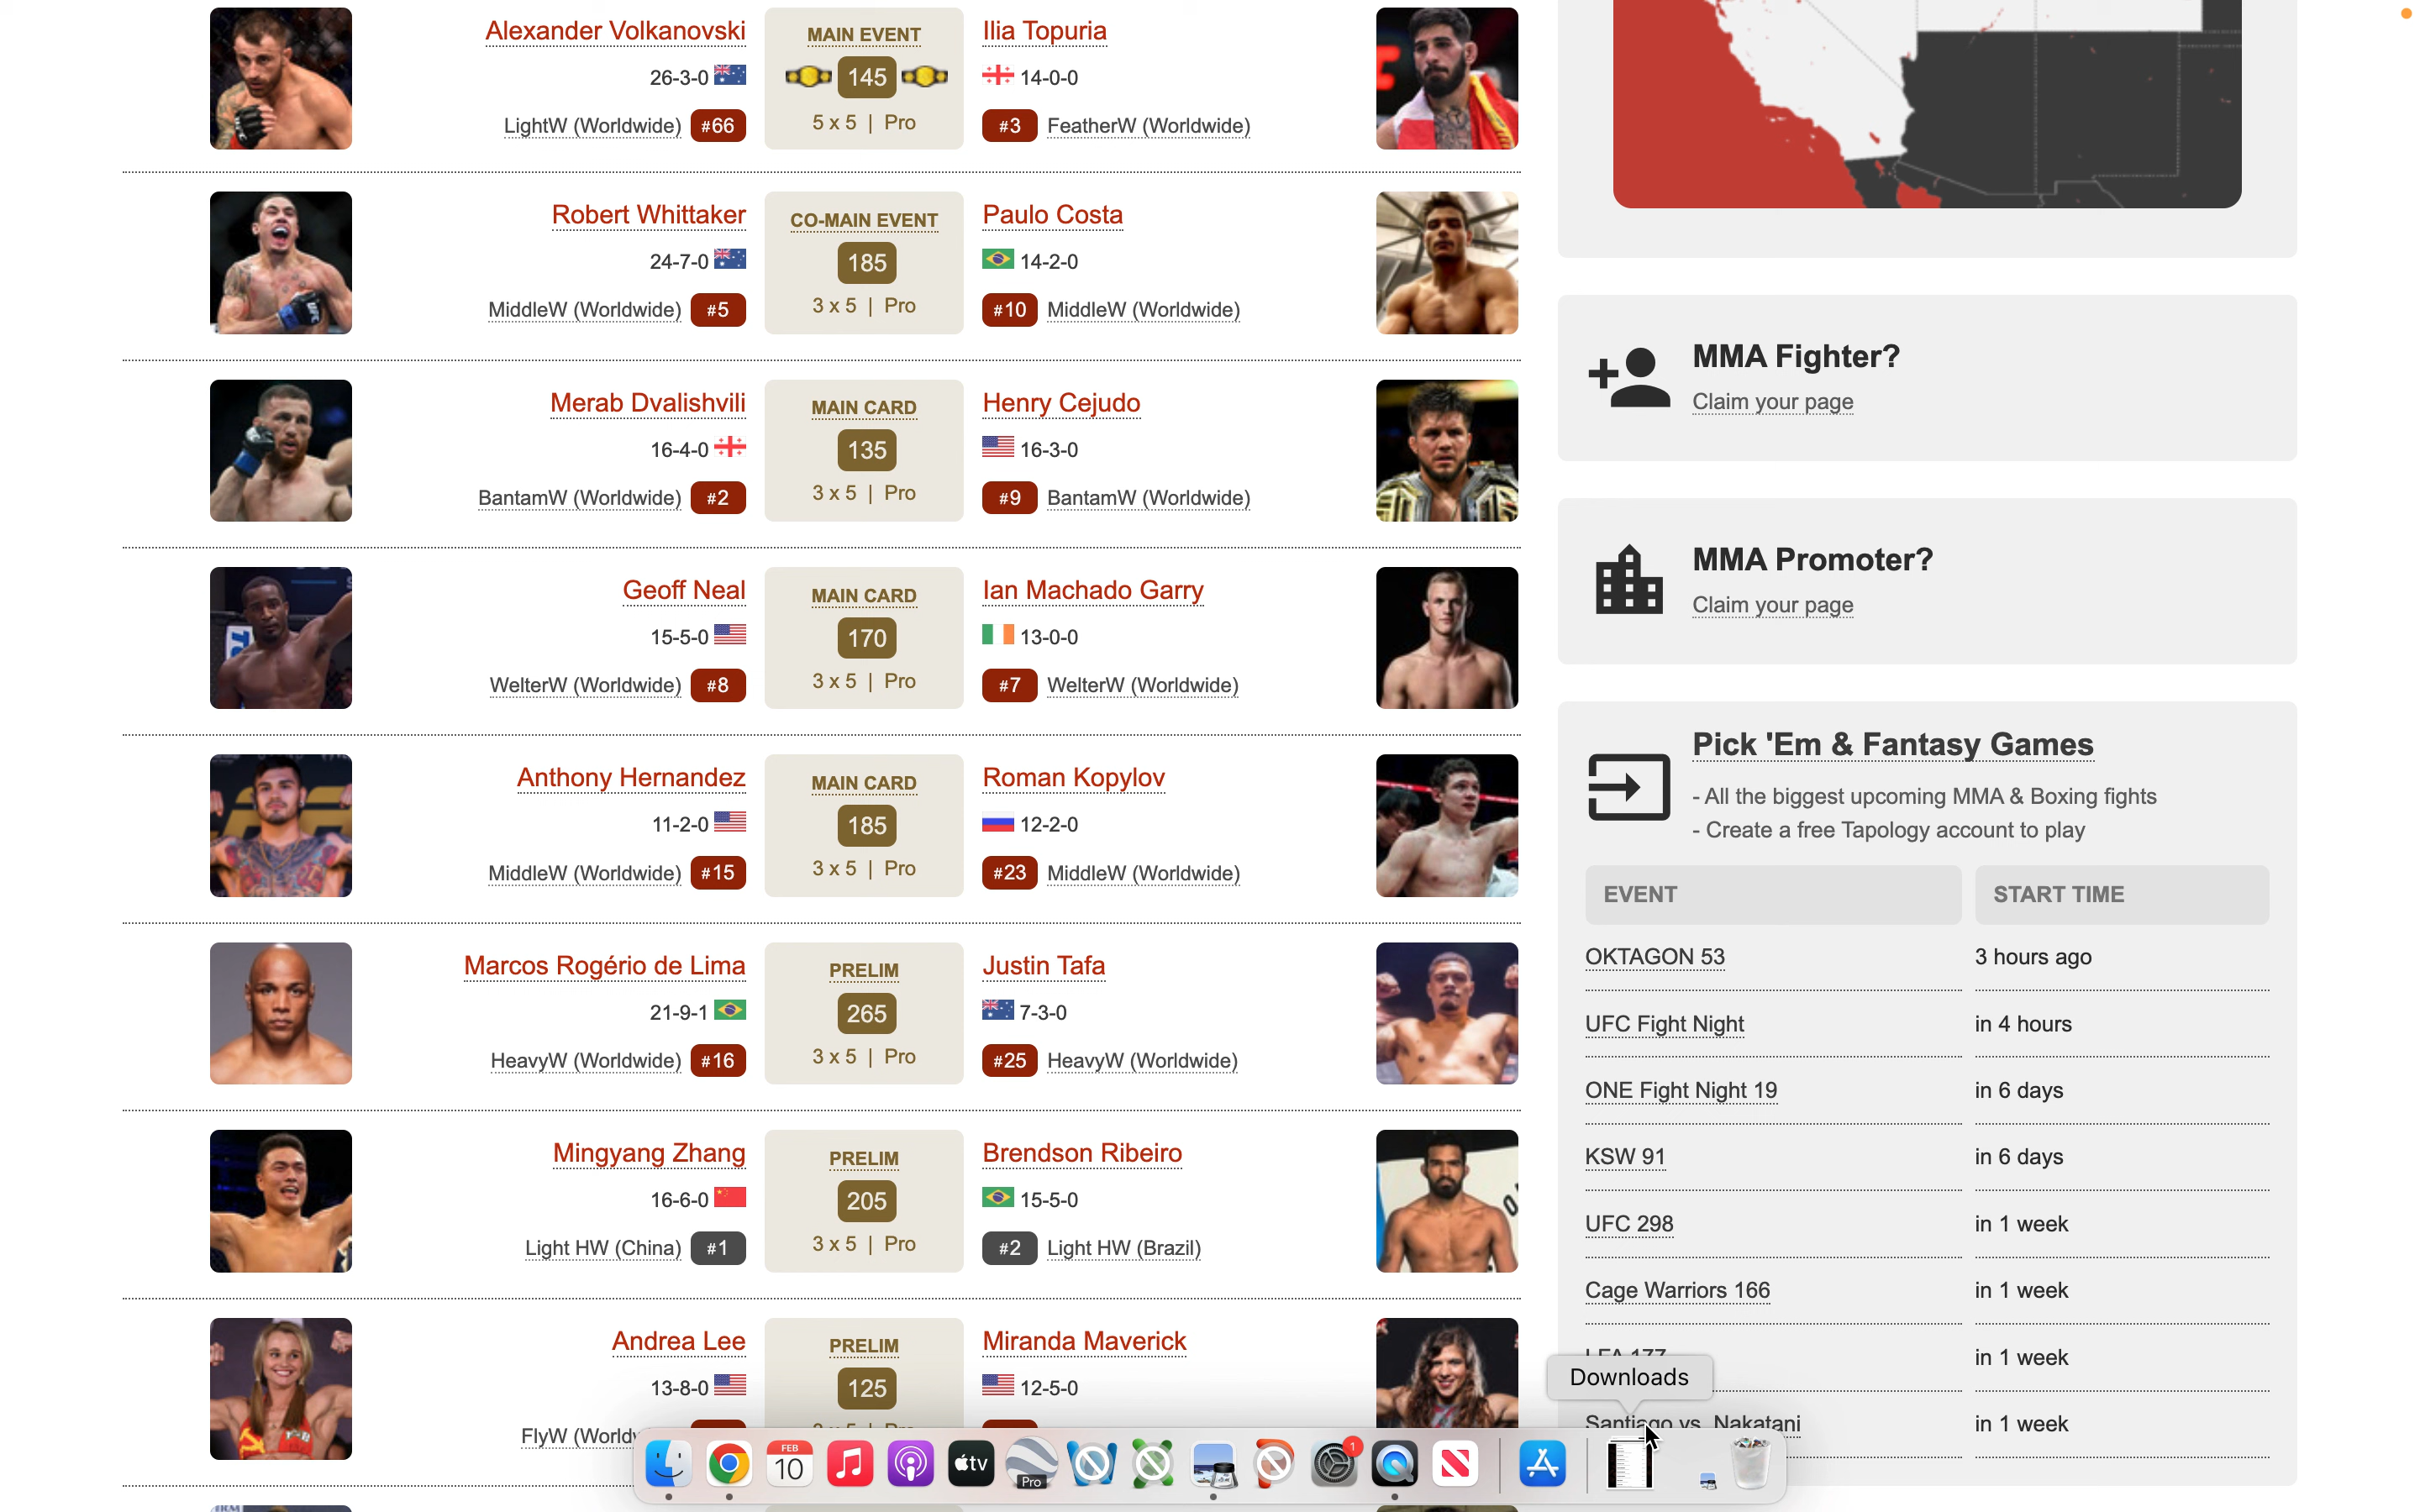 Alexander Volkanovski
MAIN EVENT
Ilia Topuria
26-3-0
145
14-0-0
LightW (Worldwide) #66
5 x 5 | Pro
#3 FeatherW (Worldwide)
Robert Whittaker
CO-MAIN EVENT
Paulo Costa
24-7-0
185
14-2-0
MiddleW (Worldwide) #5
3 x 5 | Pro
#10 MiddleW (Worldwide)
Merab Dvalishvili
MAIN CARD
Henry Cejudo
16-4-0
135
16-3-0
BantamW (Worldwide) #2
3 x 5 | Pro
#9 BantamW (Worldwide)
Geoff Neal
MAIN CARD
Ian Machado Garry
15-5-0
170
13-0-0
WelterW (Worldwide) #8
3 x 5 | Pro
#7 WelterW (Worldwide)
Anthony Hernandez
MAIN CARD
Roman Kopylov
11-2-0
185
12-2-0
MiddleW (Worldwide) #15
3 x 5 | Pro
#23 MiddleW (Worldwide)
Marcos Rogério de Lima
PRELIM
Justin Tafa
21-9-1
265
7-3-0
HeavyW (Worldwide) #16
3 x 5 | Pro
#25 HeavyW (Worldwide)
Mingyang Zhang
PRELIM
Brendson Ribeiro
16-6-0
205
15-5-0
Light HW (China) #1
3 x 5 | Pro
#2 Light HW (Brazil)
Andrea Lee
PRELIM
Miranda Maverick
13-8-0
125
12-5-0
FlyW (World
MMA Fighter?
Claim your page
MMA Promoter?
Claim your page
Pick 'Em & Fantasy Games
- All the biggest upcoming MMA & Boxing fights
- Create a free Tapology account to play
EVENT START TIME
OKTAGON 53 3 hours ago
UFC Fight Night in 4 hours
ONE Fight Night 19 in 6 days
KSW 91 in 6 days
UFC 298 in 1 week
Cage Warriors 166 in 1 week
LFA 177 in 1 week
Downloads
Santiago vs. Nakatani in 1 week
FEB
10
tv
Pro
1